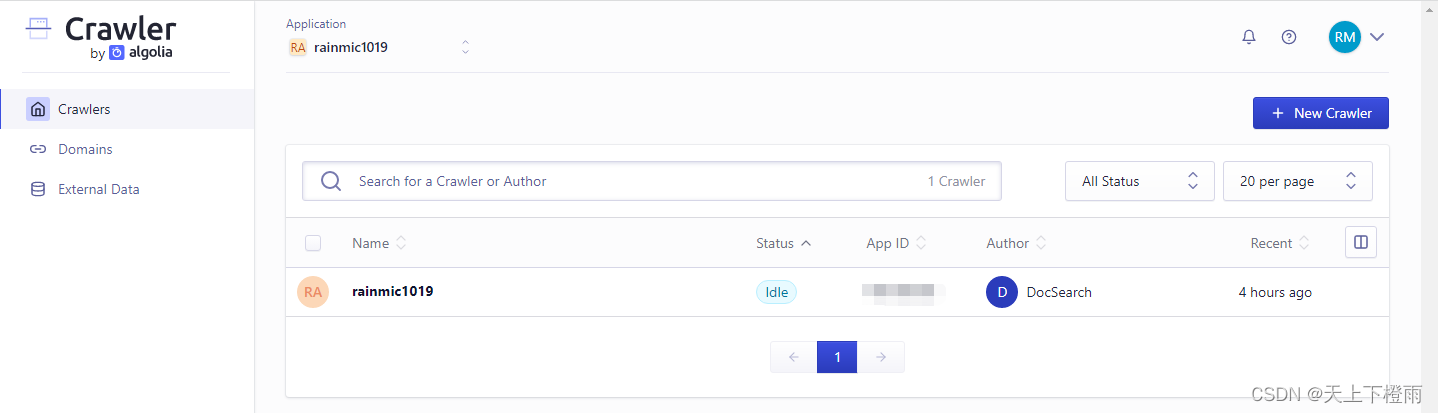 Crawler
by algolia
Application
RA rainmic1019
RM
Crawlers
Domains
External Data
+ New Crawler
Search for a Crawler or Author 1 Crawler
All Status
20 per page
Name Status App ID Author Recent
RA rainmic1019 Idle D DocSearch 4 hours ago
← 1 →
CSDN @天上下橙雨